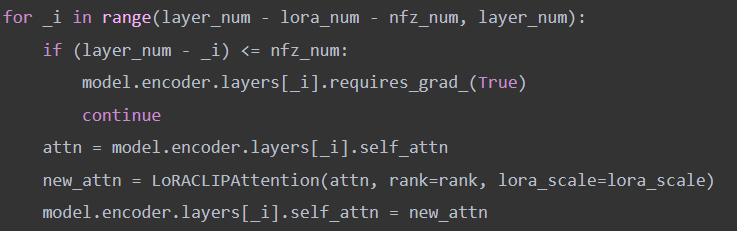 for _i in range(layer_num - lora_num - nfz_num, layer_num):
    if (layer_num - _i) <= nfz_num:
        model.encoder.layers[_i].requires_grad_(True)
        continue
    attn = model.encoder.layers[_i].self_attn
    new_attn = LoRACLIPAttention(attn, rank=rank, lora_scale=lora_scale)
    model.encoder.layers[_i].self_attn = new_attn